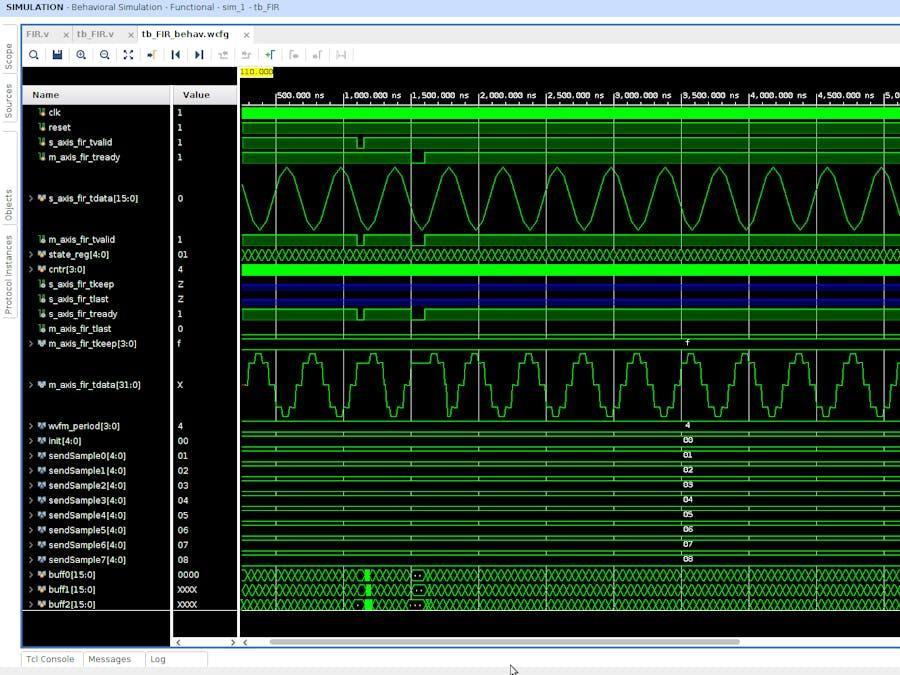 SIMULATION - Behavioral Simulation - Functional - sim_1 - tb_FIR
FIR.v × tb_FIR.v × tb_FIR_behav.wcfg ×
110.000
Name Value
500.000 ns 1,000.000 ns 1,500.000 ns 2,000.000 ns 2,500.000 ns 3,000.000 ns 3,500.000 ns 4,000.000 ns 4,500.000 ns 5,0
clk 1
reset 1
s_axis_fir_tvalid 1
m_axis_fir_tready 1
s_axis_fir_tdata[15:0] 0
m_axis_fir_tvalid 1
state_reg[4:0] 01
cntr[3:0] 4
s_axis_fir_tkeep Z
s_axis_fir_tlast Z
s_axis_fir_tready 1
m_axis_fir_tlast 0
m_axis_fir_tkeep[3:0] f f
m_axis_fir_tdata[31:0] X
wvfm_period[3:0] 4 4
init[4:0] 00 00
sendSample0[4:0] 01 01
sendSample1[4:0] 02 02
sendSample2[4:0] 03 03
sendSample3[4:0] 04 04
sendSample4[4:0] 05 05
sendSample5[4:0] 06 06
sendSample6[4:0] 07 07
sendSample7[4:0] 08 08
buff0[15:0] 0000
buff1[15:0] XXXX
buff2[15:0] XXXX
Scope
Sources
Objects
Protocol Instances
Tcl Console Messages Log